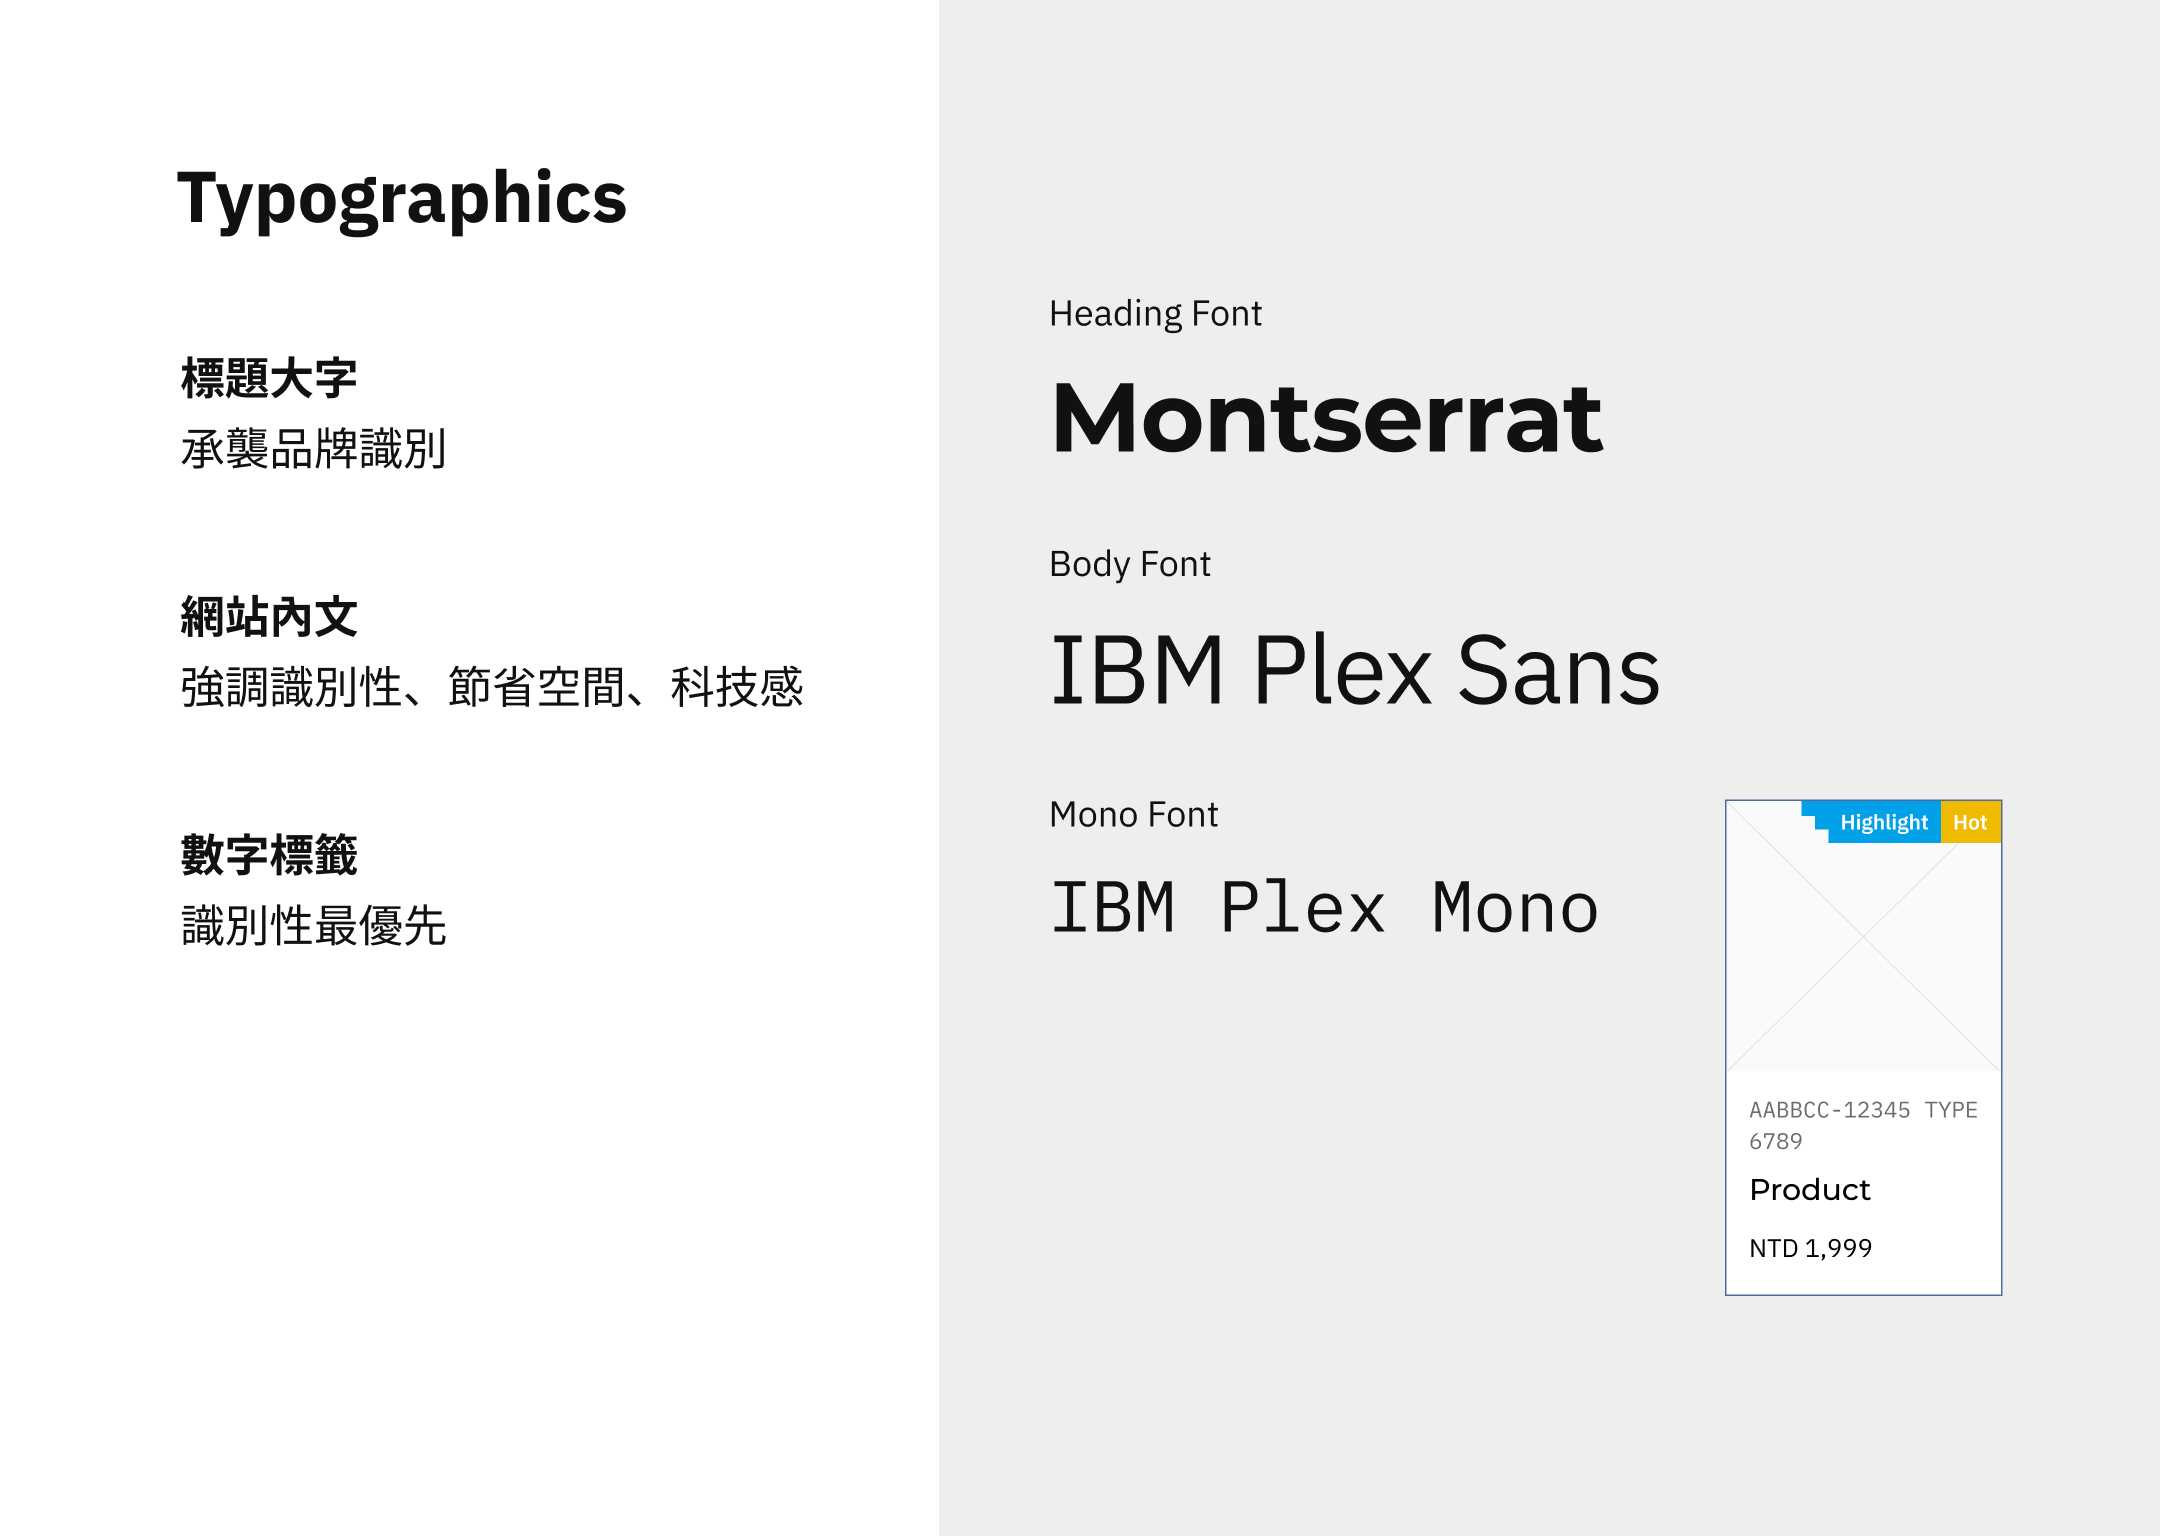 Typographics
標題大字
承襲品牌識別
網站內文
強調識別性、節省空間、科技感
數字標籤
識別性最優先
Heading Font
Montserrat
Body Font
IBM Plex Sans
Mono Font
IBM Plex Mono
Highlight Hot
AABBCC-12345 TYPE
6789
Product
NTD 1,999